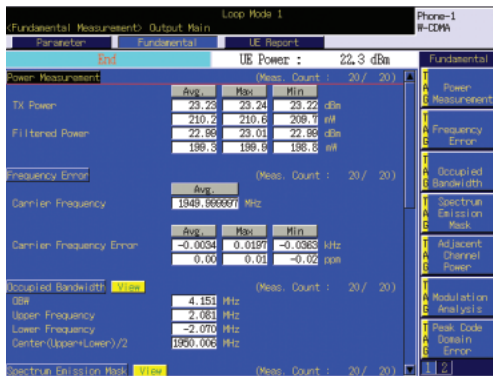 Loop Mode 1
Phone-1
<Fundamental Measurement> Output Main
W-CDMA
Parameter Fundamental UE Report
End UE Power : 22.3 dBm Fundamental
Power Measurement (Meas. Count : 20/ 20)
Avg. Max Min
TX Power 23.23 23.24 23.22 dBm
210.2 210.6 209.7 mW
Filtered Power 22.99 23.01 22.99 dBm
199.3 199.9 198.8 mW
Frequency Error (Meas. Count : 20/ 20)
Avg.
Carrier Frequency 1949.999997 MHz
Avg. Max Min
Carrier Frequency Error -0.0034 0.0197 -0.0363 kHz
0.00 0.01 -0.02 ppm
Occupied Bandwidth View (Meas. Count : 20/ 20)
OBW 4.151 MHz
Upper Frequency 2.081 MHz
Lower Frequency -2.070 MHz
Center(Upper+Lower)/2 1950.006 MHz
Spectrum Emission Mask View (Meas. Count : 20/ 20)
TAG Power Measurement
TAG Frequency Error
TAG Occupied Bandwidth
TAG Spectrum Emission Mask
TAG Adjacent Channel Power
TAG Modulation Analysis
TAG Peak Code Domain Error
1 2